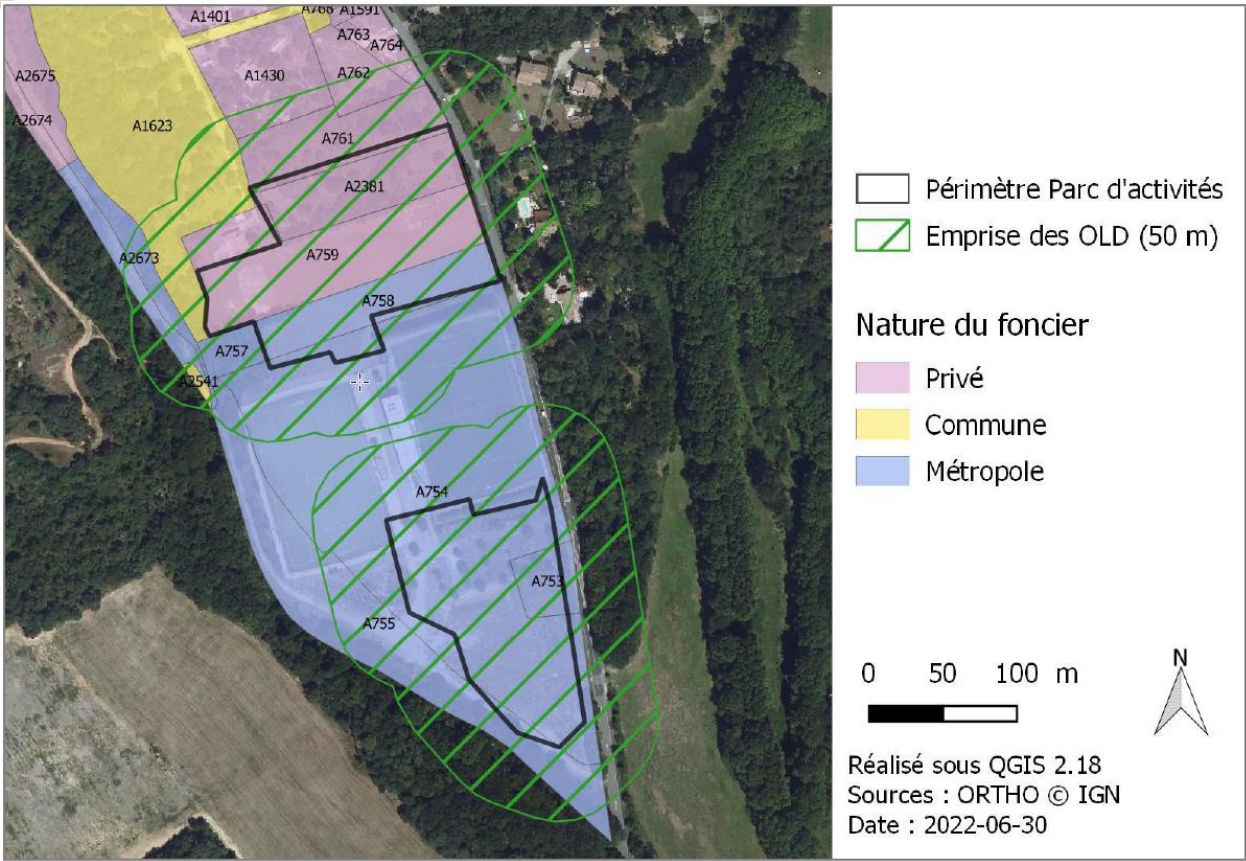 A1401
A768
A1591
A763
A764
A2675
A1430
A762
A2674
A1623
A761
A2381
A2673
A759
A758
A757
A2541
A754
A753
A755
Périmètre Parc d'activités
Emprise des OLD (50 m)
Nature du foncier
Privé
Commune
Métropole
0 50 100 m
N
Réalisé sous QGIS 2.18
Sources : ORTHO © IGN
Date : 2022-06-30